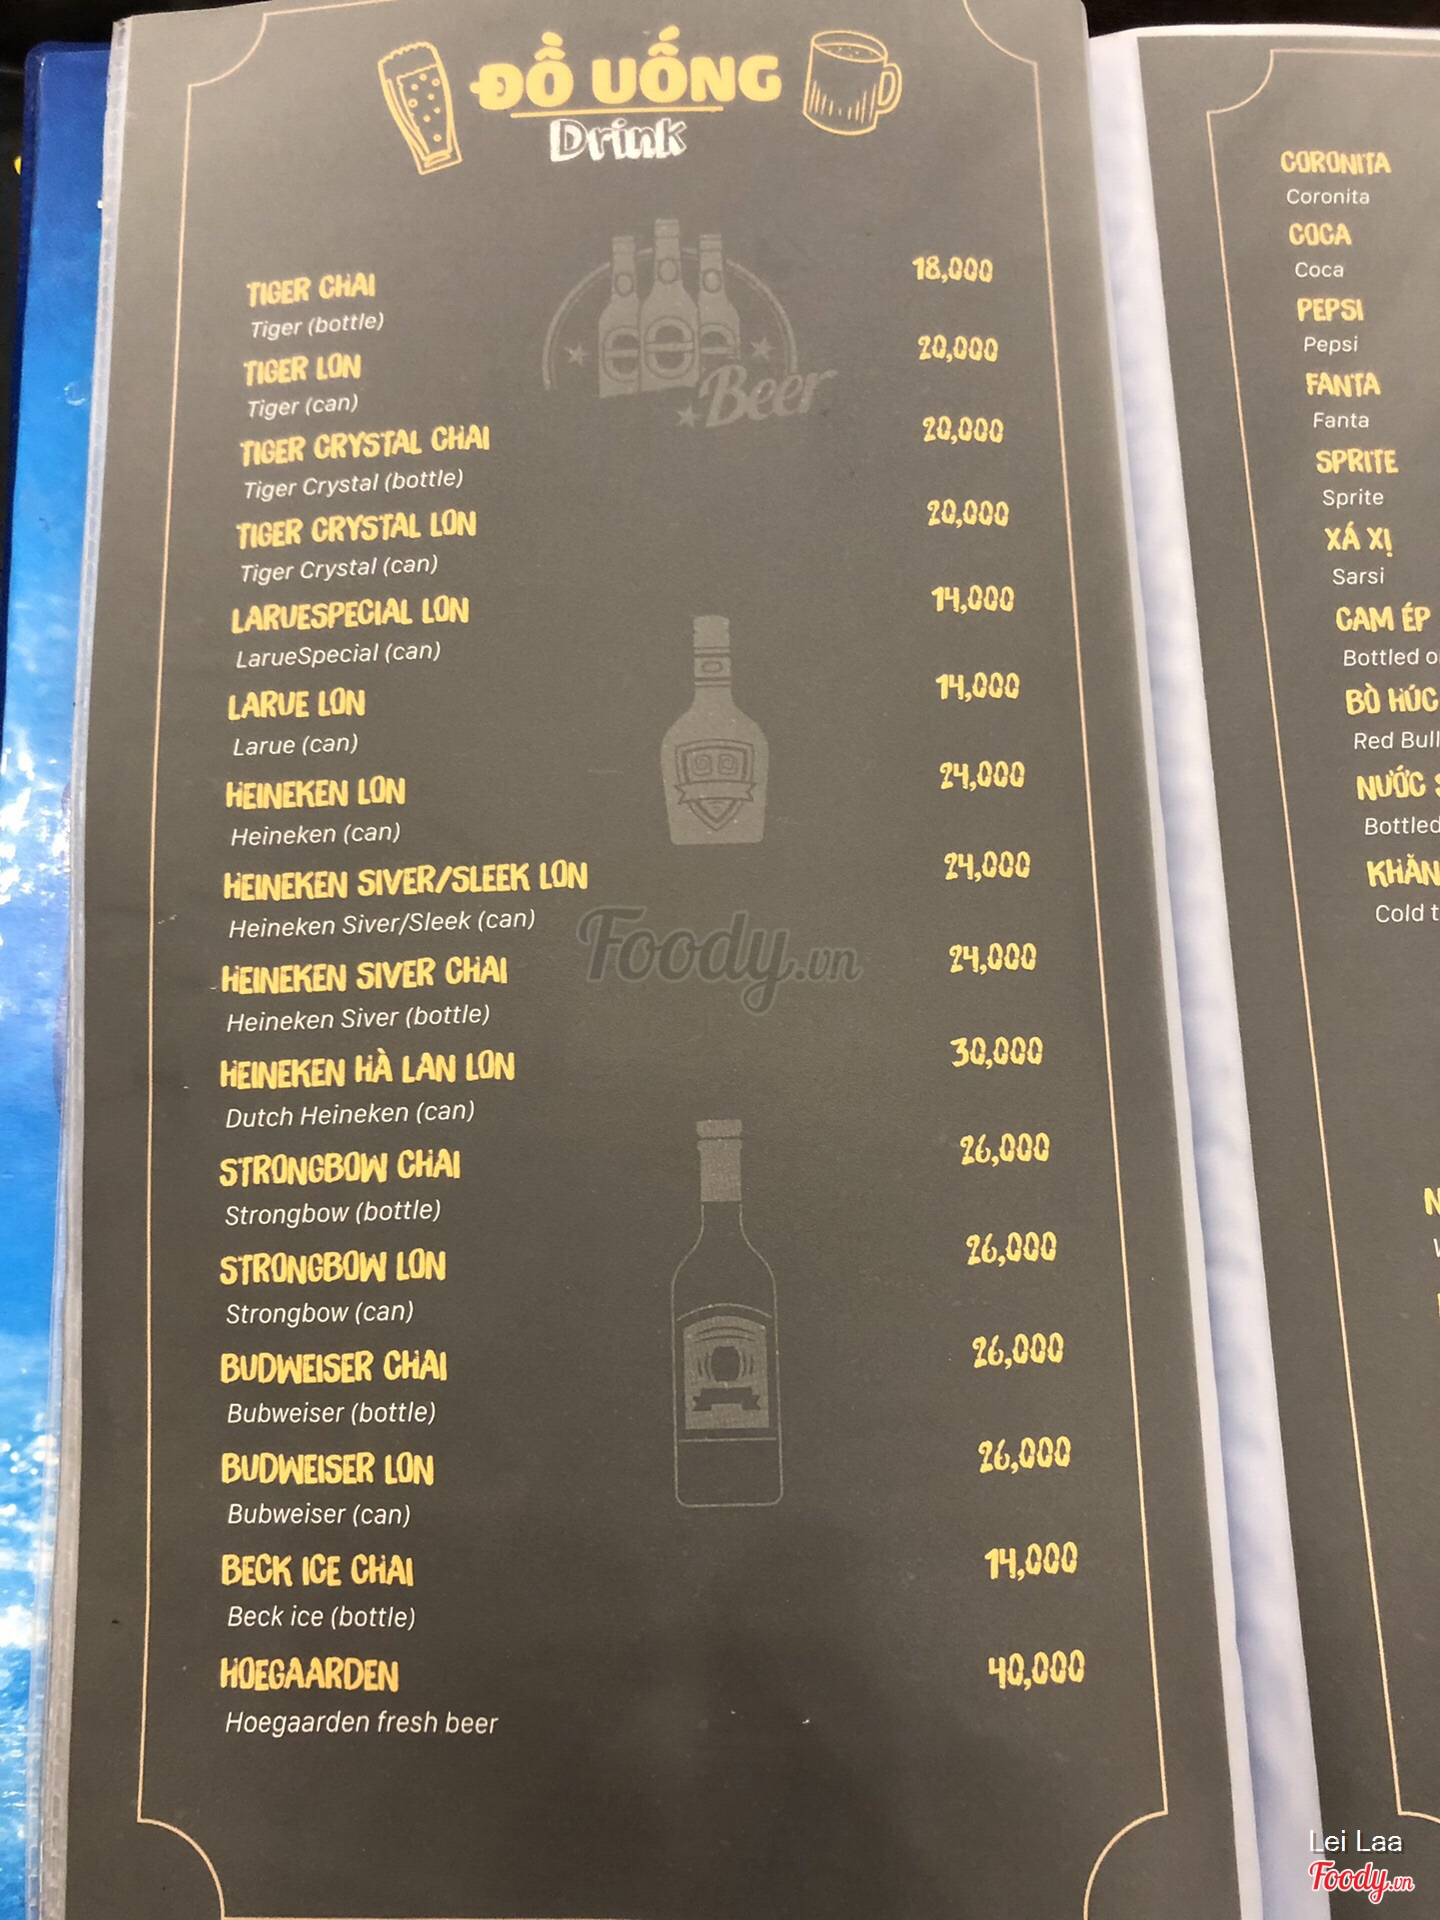 ĐỒ UỐNG
Drink
Beer
TIGER CHAI 18,000
Tiger (bottle)
TIGER LON 20,000
Tiger (can)
TIGER CRYSTAL CHAI 20,000
Tiger Crystal (bottle)
TIGER CRYSTAL LON 20,000
Tiger Crystal (can)
LARUESPECIAL LON 14,000
LarueSpecial (can)
LARUE LON 14,000
Larue (can)
HEINEKEN LON 24,000
Heineken (can)
HEINEKEN SIVER/SLEEK LON 24,000
Heineken Siver/Sleek (can)
HEINEKEN SIVER CHAI 24,000
Heineken Siver (bottle)
HEINEKEN HÀ LAN LON 30,000
Dutch Heineken (can)
STRONGBOW CHAI 26,000
Strongbow (bottle)
STRONGBOW LON 26,000
Strongbow (can)
BUDWEISER CHAI 26,000
Bubweiser (bottle)
BUDWEISER LON 26,000
Bubweiser (can)
BECK ICE CHAI 14,000
Beck ice (bottle)
HOEGAARDEN 40,000
Hoegaarden fresh beer
Foody.vn
CORONITA
Coronita
COCA
Coca
PEPSI
Pepsi
FANTA
Fanta
SPRITE
Sprite
XÁ XỊ
Sarsi
CAM ÉP
Bottled
BÒ HÚC
Red Bull
NƯỚC
Bottled
KHĂN
Cold
Lei Laa
Foody.vn